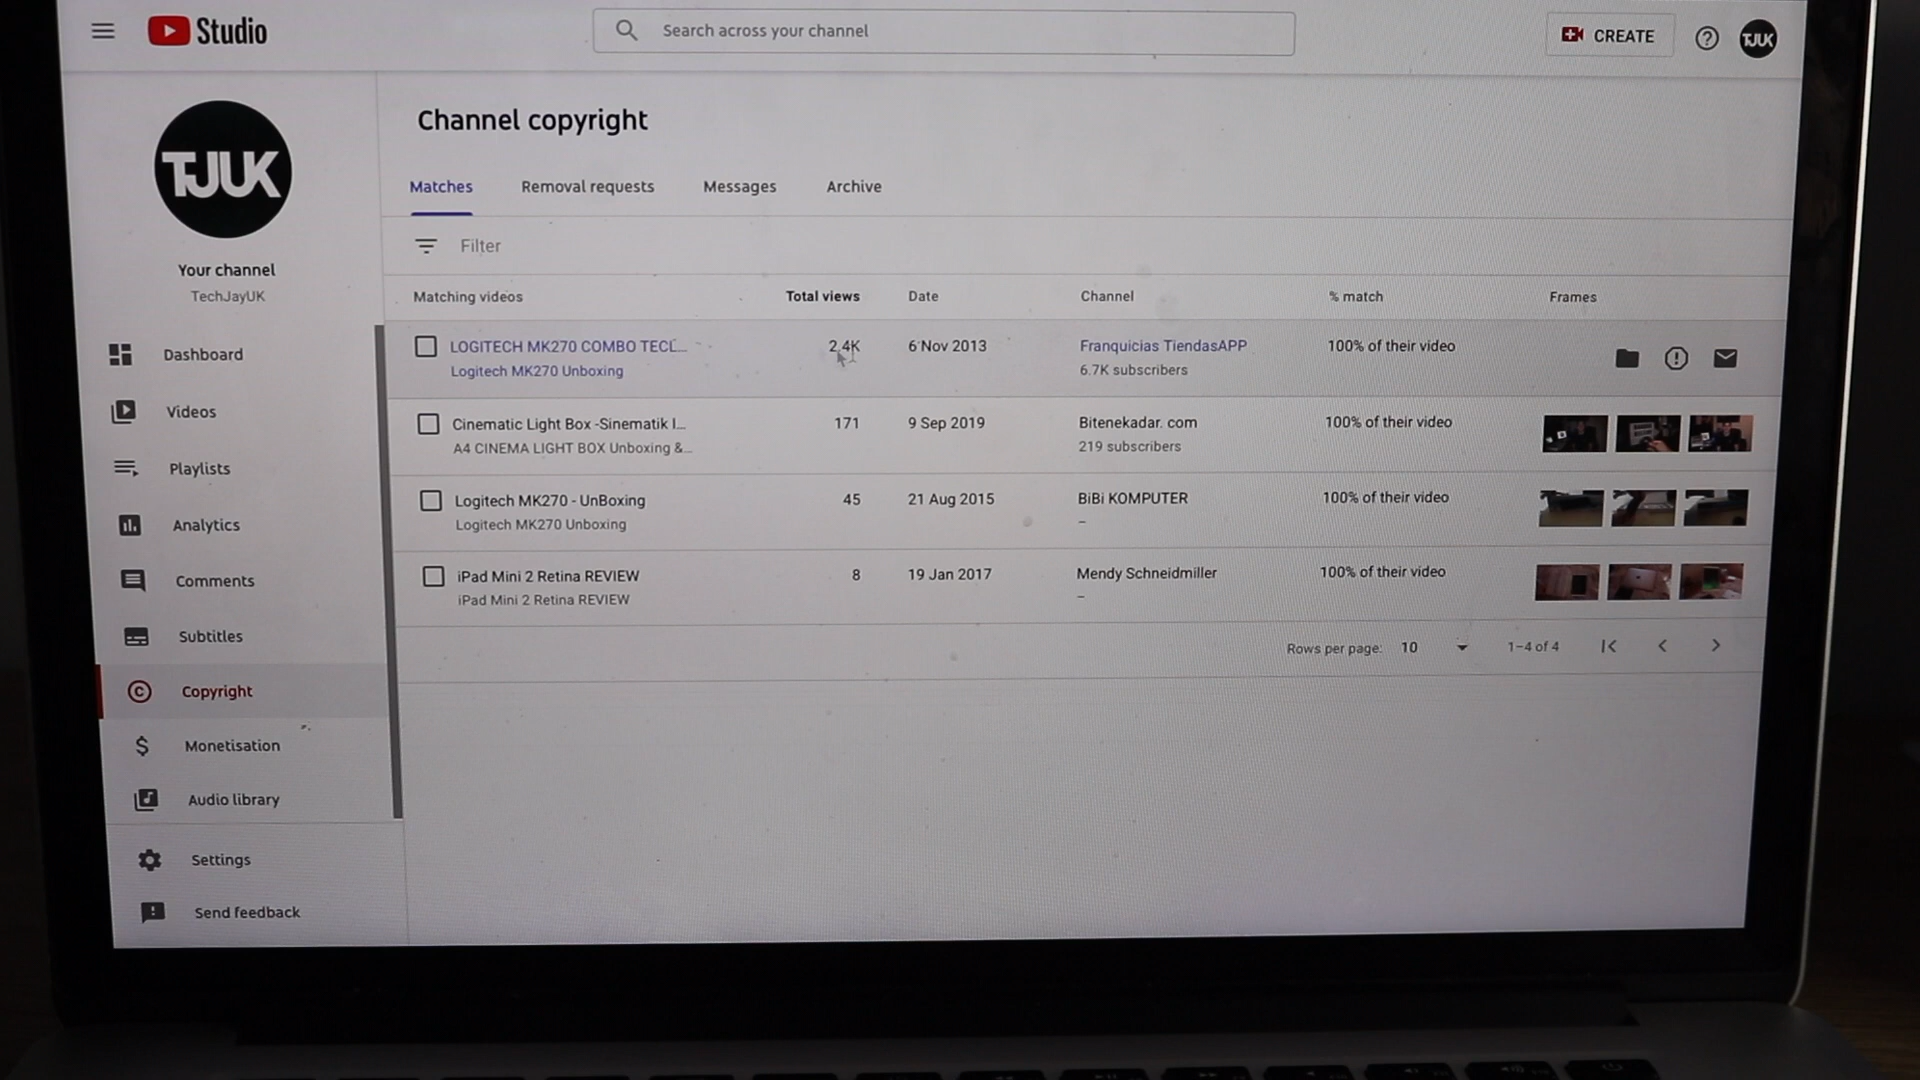 Studio
Search across your channel
CREATE
TJUK
TJUK
Your channel
TechJayUK
Dashboard
Videos
Playlists
Analytics
Comments
Subtitles
Copyright
Monetisation
Audio library
Settings
Send feedback
Channel copyright
Matches Removal requests Messages Archive
Filter
Matching videos Total views Date Channel % match Frames
LOGITECH MK270 COMBO TECL... 2.4K 6 Nov 2013 Franquicias TiendasAPP 100% of their video
Logitech MK270 Unboxing 6.7K subscribers
Cinematic Light Box -Sinematik I... 171 9 Sep 2019 Bitenekadar. com 100% of their video
A4 CINEMA LIGHT BOX Unboxing &... 219 subscribers
Logitech MK270 - UnBoxing 45 21 Aug 2015 BiBi KOMPUTER 100% of their video
Logitech MK270 Unboxing –
iPad Mini 2 Retina REVIEW 8 19 Jan 2017 Mendy Schneidmiller 100% of their video
iPad Mini 2 Retina REVIEW –
Rows per page: 10 1–4 of 4